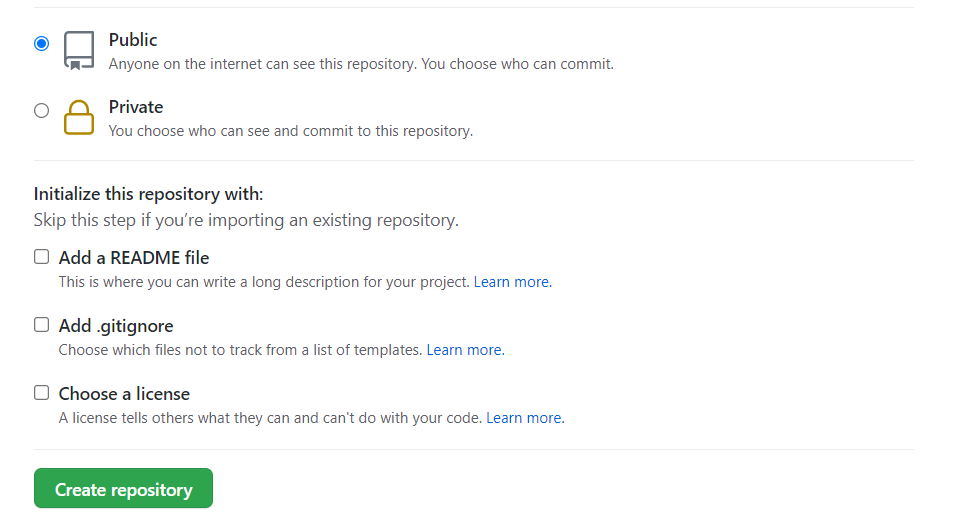 Public
Anyone on the internet can see this repository. You choose who can commit.
Private
You choose who can see and commit to this repository.
Initialize this repository with:
Skip this step if you’re importing an existing repository.
Add a README file
This is where you can write a long description for your project. Learn more.
Add .gitignore
Choose which files not to track from a list of templates. Learn more.
Choose a license
A license tells others what they can and can't do with your code. Learn more.
Create repository